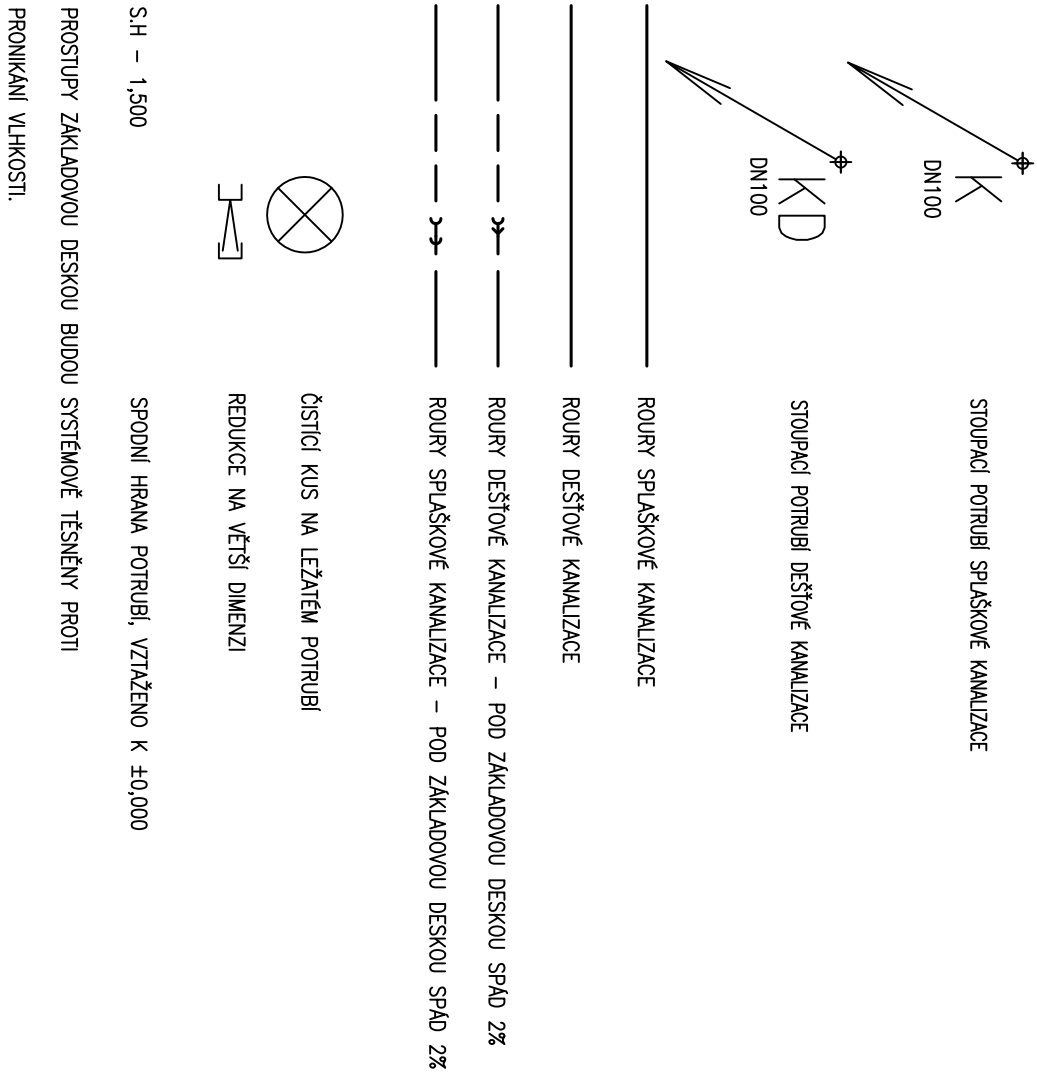 K
DN100
STOUPACÍ POTRUBÍ SPLAŠKOVÉ KANALIZACE
KD
DN100
STOUPACÍ POTRUBÍ DEŠŤOVÉ KANALIZACE
ROURY SPLAŠKOVÉ KANALIZACE
ROURY DEŠŤOVÉ KANALIZACE
ROURY DEŠŤOVÉ KANALIZACE – POD ZÁKLADOVOU DESKOU SPÁD 2%
ROURY SPLAŠKOVÉ KANALIZACE – POD ZÁKLADOVOU DESKOU SPÁD 2%
ČISTÍCÍ KUS NA LEŽATÉM POTRUBÍ
REDUKCE NA VĚTŠÍ DIMENZI
S.H – 1,500 SPODNÍ HRANA POTRUBÍ, VZTAŽENO K ±0,000
PROSTUPY ZÁKLADOVOU DESKOU BUDOU SYSTÉMOVĚ TĚSNĚNY PROTI
PRONIKÁNÍ VLHKOSTI.